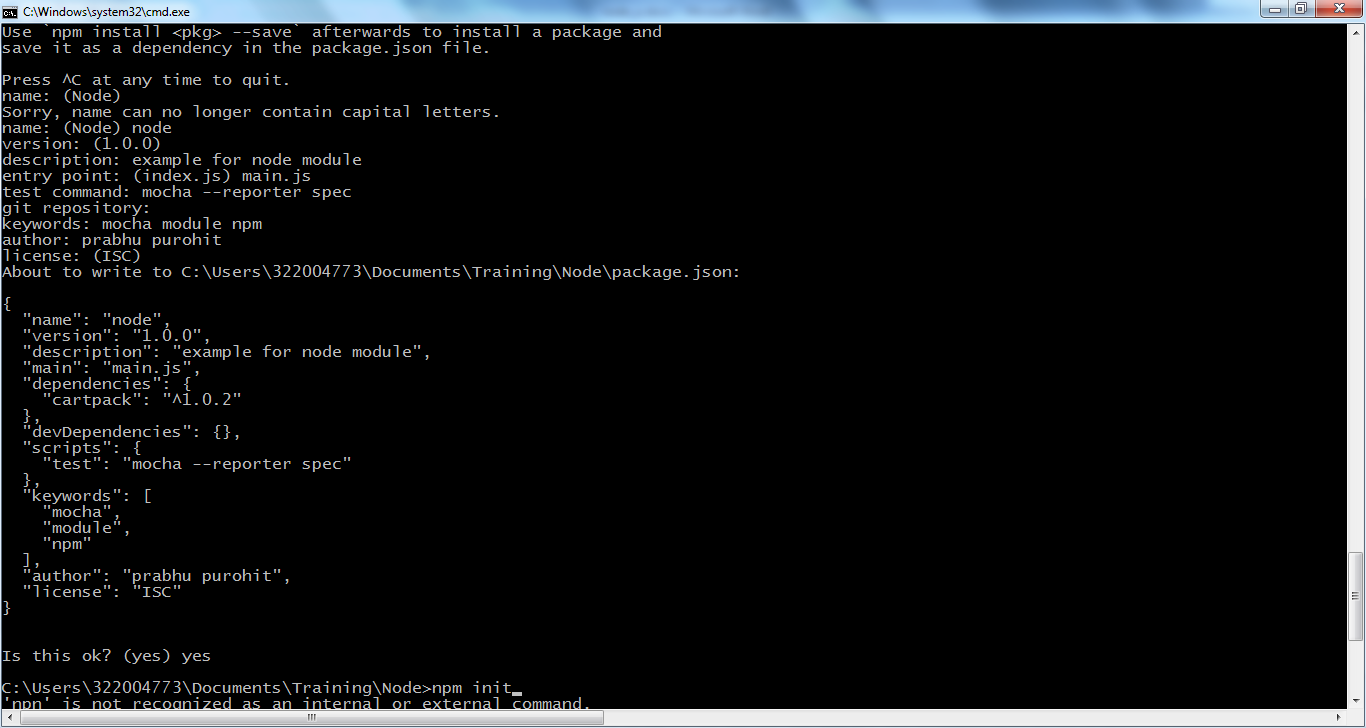 C:\Windows\system32\cmd.exe
Use `npm install <pkg> --save` afterwards to install a package and
save it as a dependency in the package.json file.
Press ^C at any time to quit.
name: (Node)
Sorry, name can no longer contain capital letters.
name: (Node) node
version: (1.0.0)
description: example for node module
entry point: (index.js) main.js
test command: mocha --reporter spec
git repository:
keywords: mocha module npm
author: prabhu purohit
license: (ISC)
About to write to C:\Users\322004773\Documents\Training\Node\package.json:
{
  "name": "node",
  "version": "1.0.0",
  "description": "example for node module",
  "main": "main.js",
  "dependencies": {
    "cartpack": "^1.0.2"
  },
  "devDependencies": {},
  "scripts": {
    "test": "mocha --reporter spec"
  },
  "keywords": [
    "mocha",
    "module",
    "npm"
  ],
  "author": "prabhu purohit",
  "license": "ISC"
}
Is this ok? (yes) yes
C:\Users\322004773\Documents\Training\Node>npm init_
'npn' is not recognized as an internal or external command,